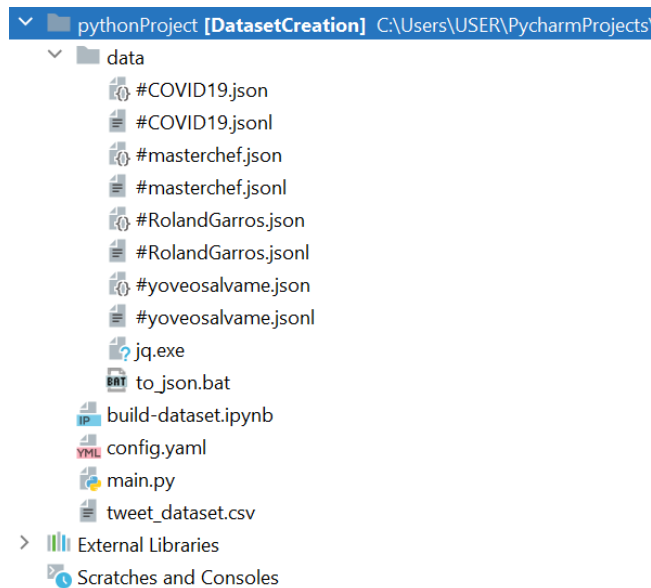 pythonProject [DatasetCreation] C:\Users\USER\PycharmProjects\
data
#COVID19.json
#COVID19.jsonl
#masterchef.json
#masterchef.jsonl
#RolandGarros.json
#RolandGarros.jsonl
#yoveosalvame.json
#yoveosalvame.jsonl
jq.exe
BAT to_json.bat
IP build-dataset.ipynb
YML config.yaml
main.py
tweet_dataset.csv
External Libraries
Scratches and Consoles